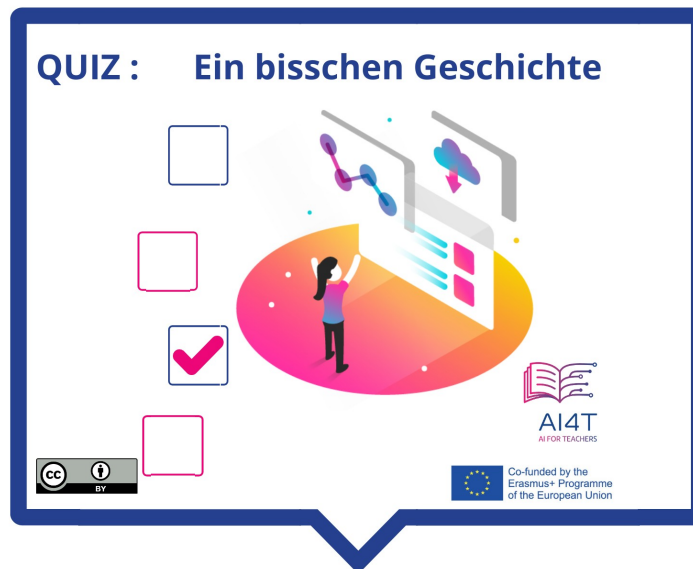 QUIZ : Ein bisschen Geschichte
AI4T
AI FOR TEACHERS
cc
BY
Co-funded by the
Erasmus+ Programme
of the European Union